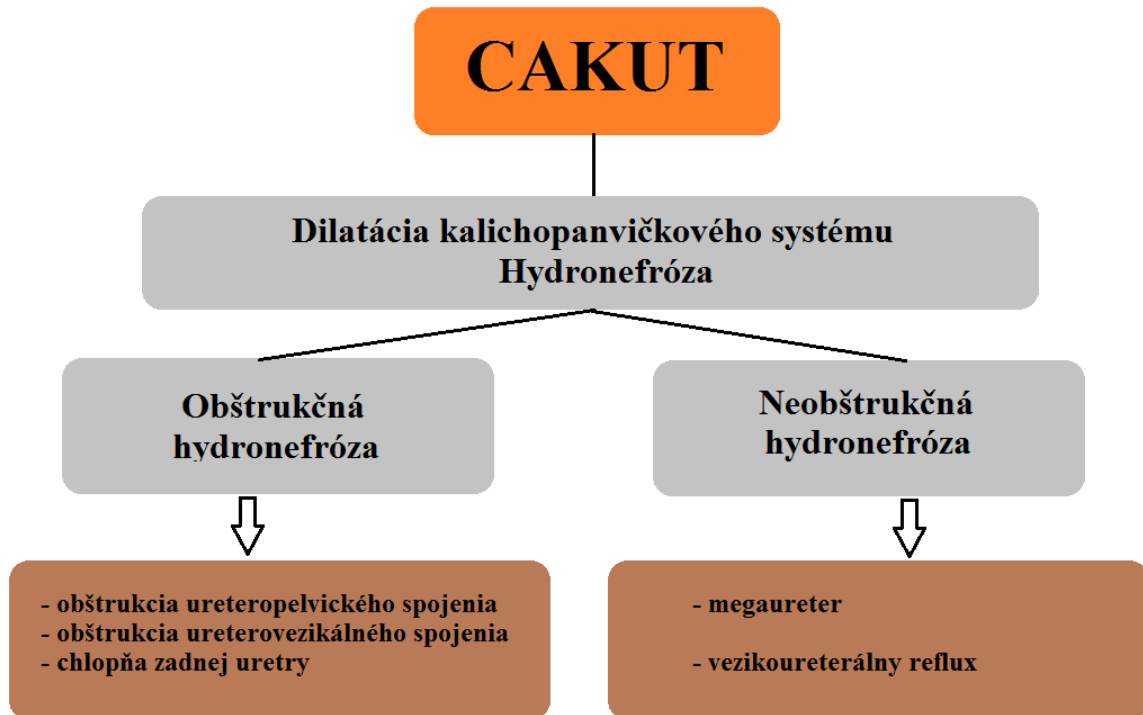 CAKUT
Dilatácia kalichopanvičkového systému
Hydronefróza
Obštrukčná
hydronefróza
Neobštrukčná
hydronefróza
- obštrukcia ureteropelvického spojenia
- obštrukcia ureterovezikálného spojenia
- chlopňa zadnej uretry
- megaureter
- vezikoureterálny reflux